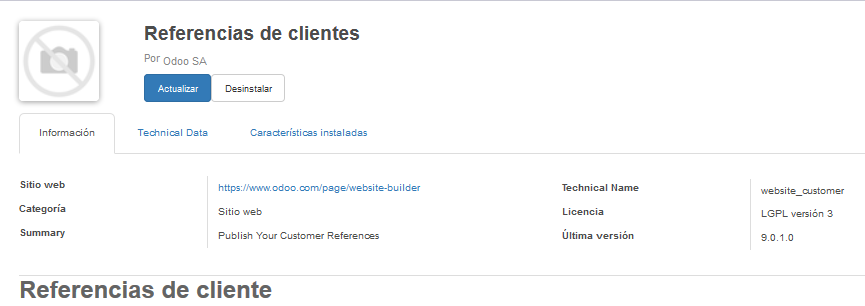 Referencias de clientes
Por Odoo SA
Actualizar Desinstalar
Información Technical Data Características instaladas
Sitio web https://www.odoo.com/page/website-builder Technical Name website_customer
Categoría Sitio web Licencia LGPL versión 3
Summary Publish Your Customer References Última versión 9.0.1.0
Referencias de cliente